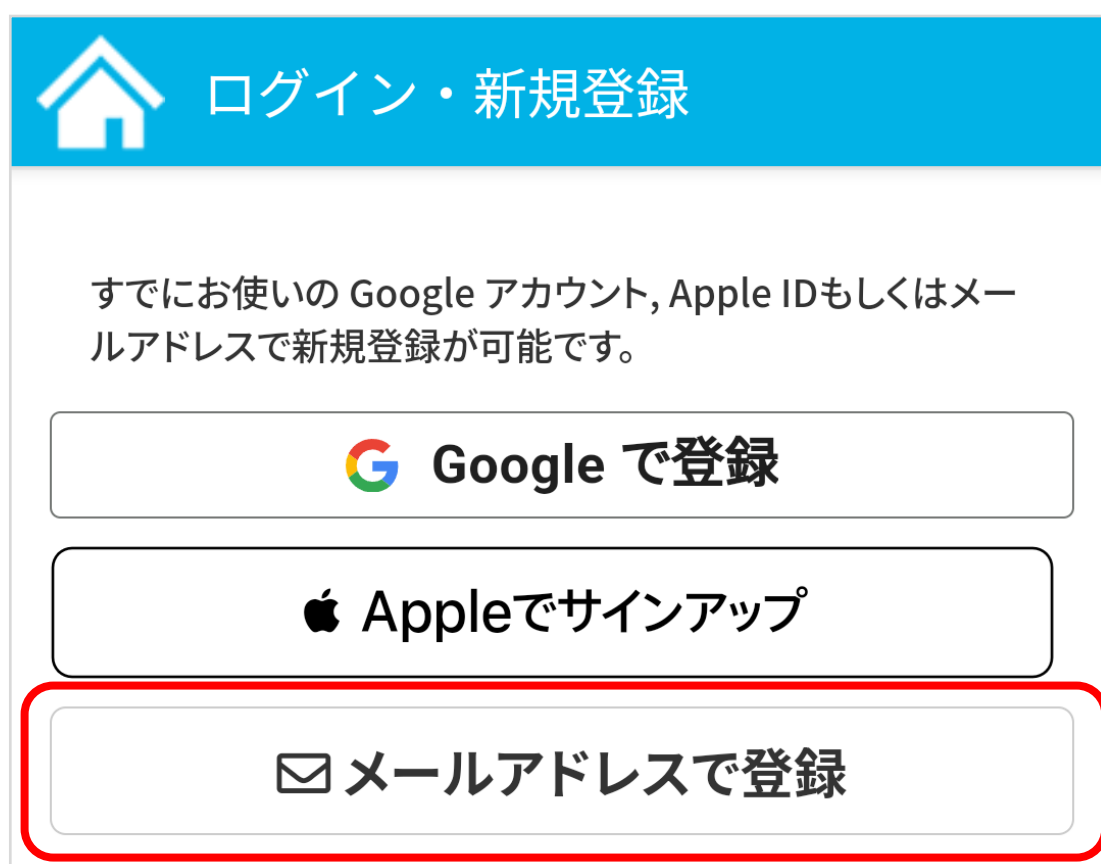 ログイン・新規登録
すでにお使いの Google アカウント, Apple IDもしくはメー
ルアドレスで新規登録が可能です。
Google で登録
Appleでサインアップ
メールアドレスで登録